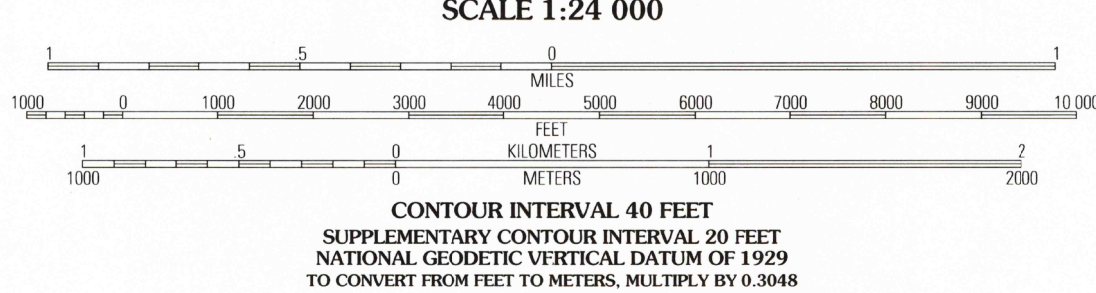 SCALE 1:24 000
1 .5 0 1
MILES
1000 0 1000 2000 3000 4000 5000 6000 7000 8000 9000 10 000
FEET
1 .5 0 KILOMETERS 1 2
1000 0 METERS 1000 2000
CONTOUR INTERVAL 40 FEET
SUPPLEMENTARY CONTOUR INTERVAL 20 FEET
NATIONAL GEODETIC VERTICAL DATUM OF 1929
TO CONVERT FROM FEET TO METERS, MULTIPLY BY 0.3048